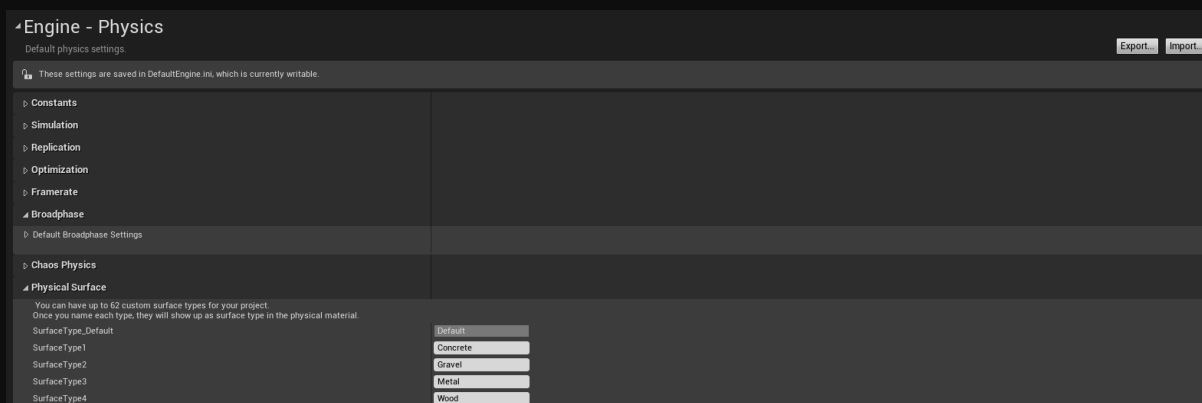 Engine - Physics
Default physics settings.
Export... Import...
These settings are saved in DefaultEngine.ini, which is currently writable.
Constants
Simulation
Replication
Optimization
Framerate
Broadphase
Default Broadphase Settings
Chaos Physics
Physical Surface
You can have up to 62 custom surface types for your project.
Once you name each type, they will show up as surface type in the physical material.
SurfaceType_Default Default
SurfaceType1 Concrete
SurfaceType2 Gravel
SurfaceType3 Metal
SurfaceType4 Wood